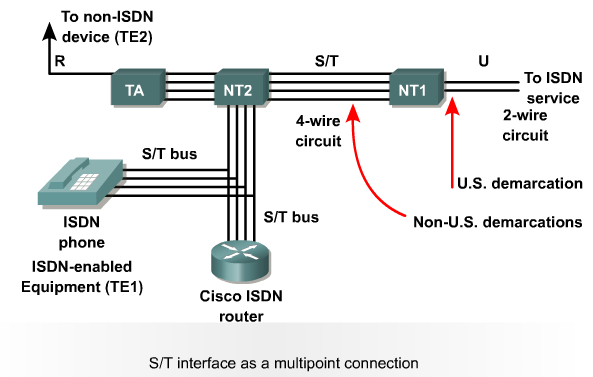 To non-ISDN
device (TE2)
R
S/T
U
TA
NT2
NT1
To ISDN
service
4-wire
circuit
2-wire
circuit
S/T bus
U.S. demarcation
Non-U.S. demarcations
S/T bus
ISDN
phone
ISDN-enabled
Equipment (TE1)
Cisco ISDN
router
S/T interface as a multipoint connection